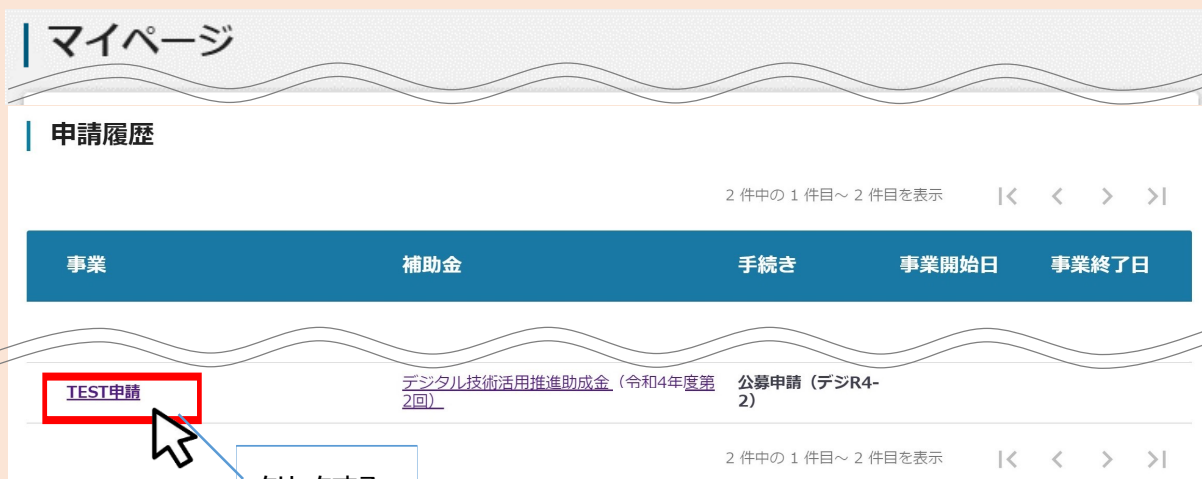 マイページ
申請履歴
2 件中の 1 件目～ 2 件目を表示
事業 補助金 手続き 事業開始日 事業終了日
TEST申請 デジタル技術活用推進助成金（令和4年度第 公募申請（デジR4-
2回） 2）
2 件中の 1 件目～ 2 件目を表示